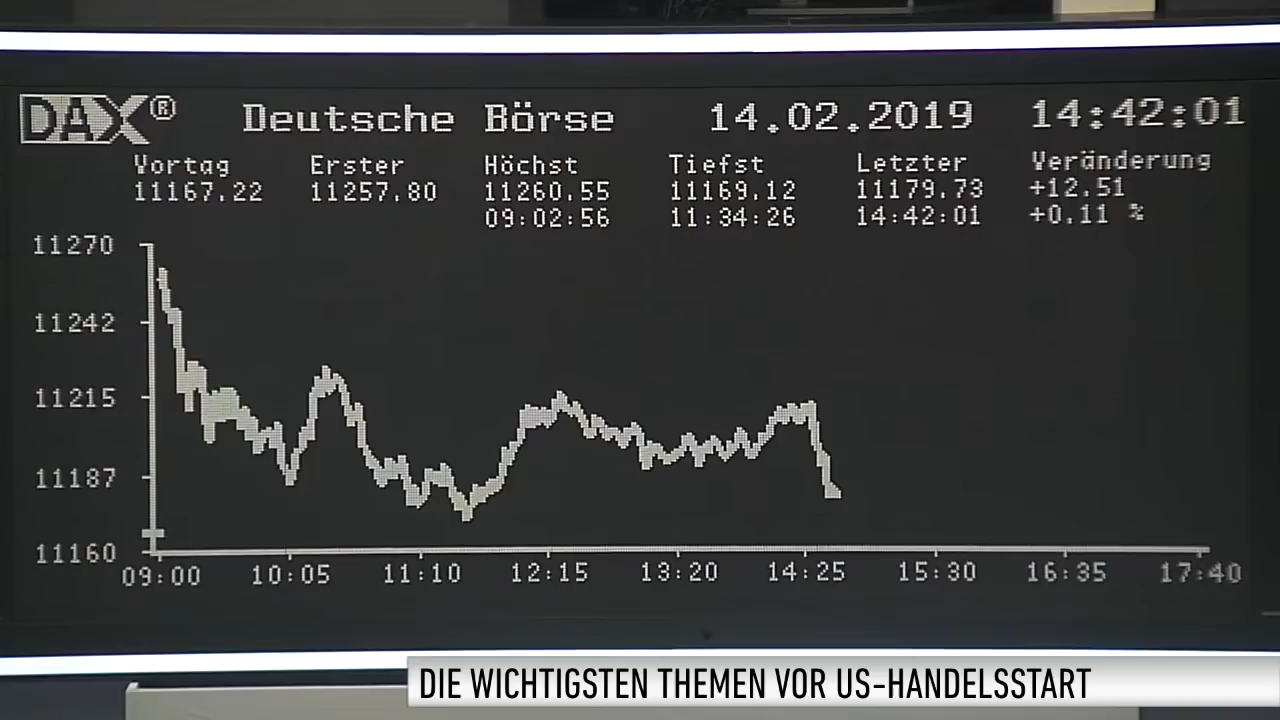 DAX® Deutsche Börse 14.02.2019 14:42:01
Vortag Erster Höchst Tiefst Letzter Veränderung
11167.22 11257.80 11260.55 11169.12 11179.73 +12.51
09:02:56 11:34:26 14:42:01 +0.11 %
11270
11242
11215
11187
11160
09:00 10:05 11:10 12:15 13:20 14:25 15:30 16:35 17:40
DIE WICHTIGSTEN THEMEN VOR US-HANDELSSTART